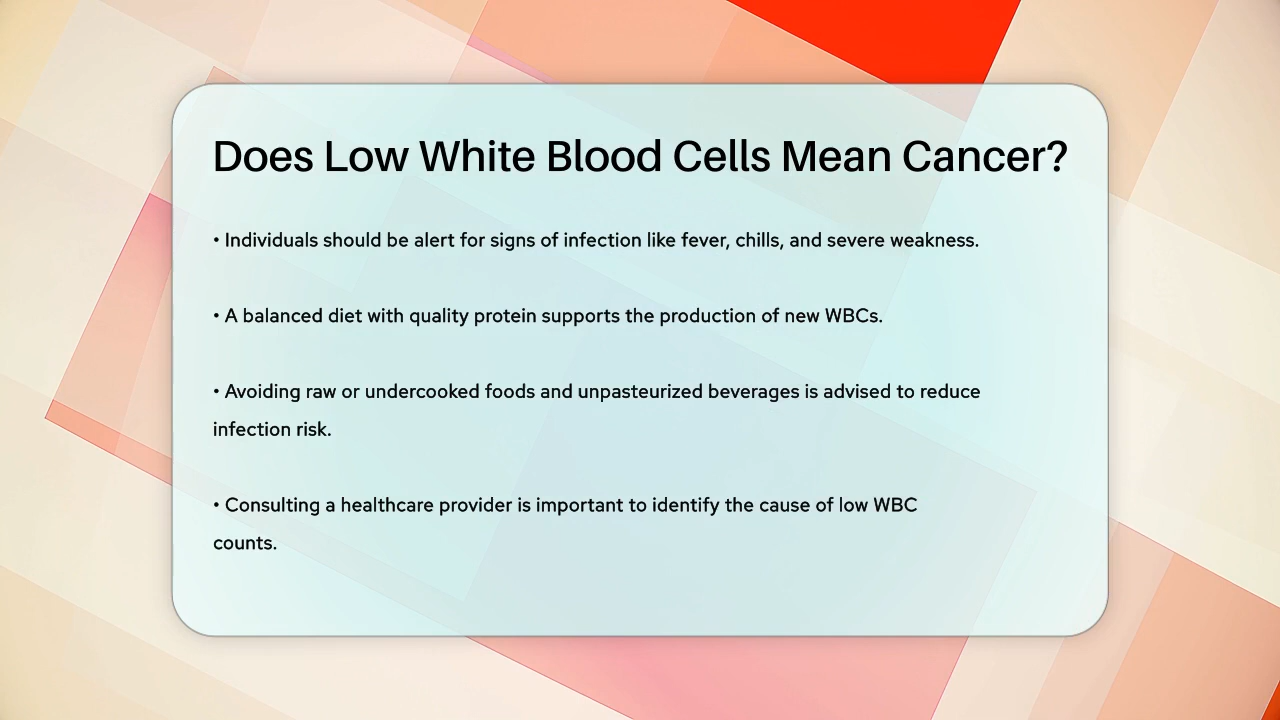 Does Low White Blood Cells Mean Cancer?
• Individuals should be alert for signs of infection like fever, chills, and severe weakness.
• A balanced diet with quality protein supports the production of new WBCs.
• Avoiding raw or undercooked foods and unpasteurized beverages is advised to reduce
infection risk.
• Consulting a healthcare provider is important to identify the cause of low WBC
counts.